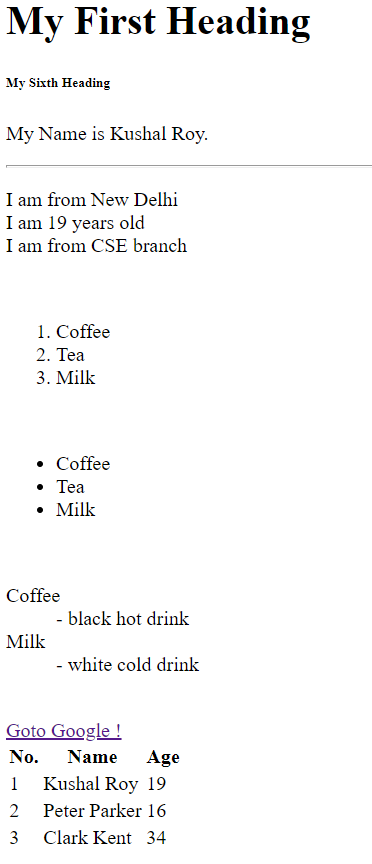 My First Heading
My Sixth Heading
My Name is Kushal Roy.
I am from New Delhi
I am 19 years old
I am from CSE branch
1. Coffee
2. Tea
3. Milk
• Coffee
• Tea
• Milk
Coffee
- black hot drink
Milk
- white cold drink
Goto Google !
No. Name Age
1 Kushal Roy 19
2 Peter Parker 16
3 Clark Kent 34